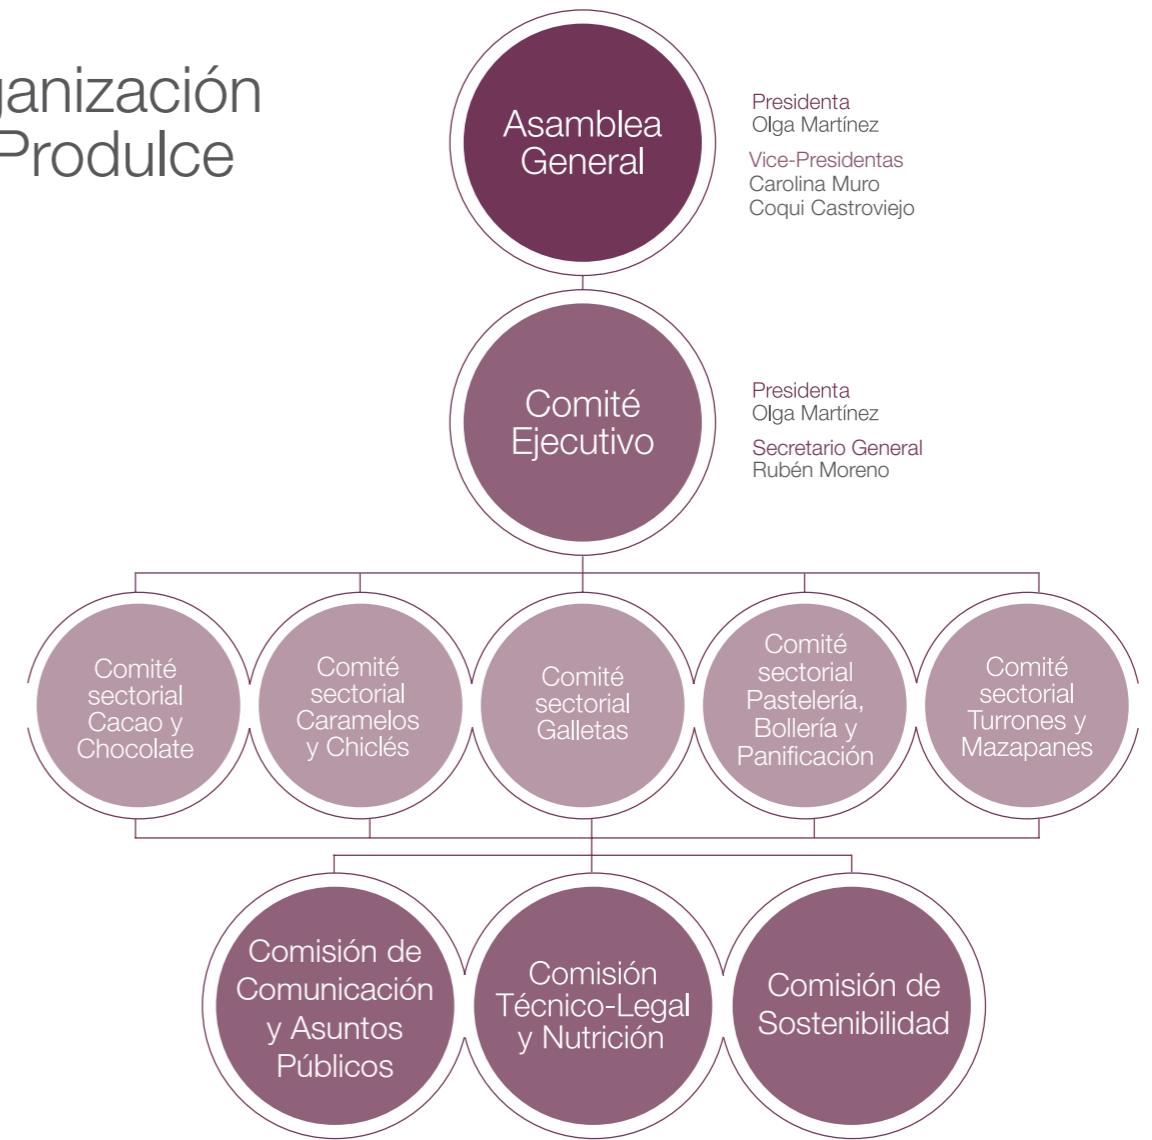 ganización
Produlce
Asamblea
General
Presidenta
Olga Martínez
Vice-Presidentas
Carolina Muro
Coqui Castroviejo
Comité
Ejecutivo
Presidenta
Olga Martínez
Secretario General
Rubén Moreno
Comité
sectorial
Cacao y
Chocolate
Comité
sectorial
Caramelos
y Chiclés
Comité
sectorial
Galletas
Comité
sectorial
Pastelería,
Bollería y
Panificación
Comité
sectorial
Turrones y
Mazapanes
Comisión de
Comunicación
y Asuntos
Públicos
Comisión
Técnico-Legal
y Nutrición
Comisión de
Sostenibilidad